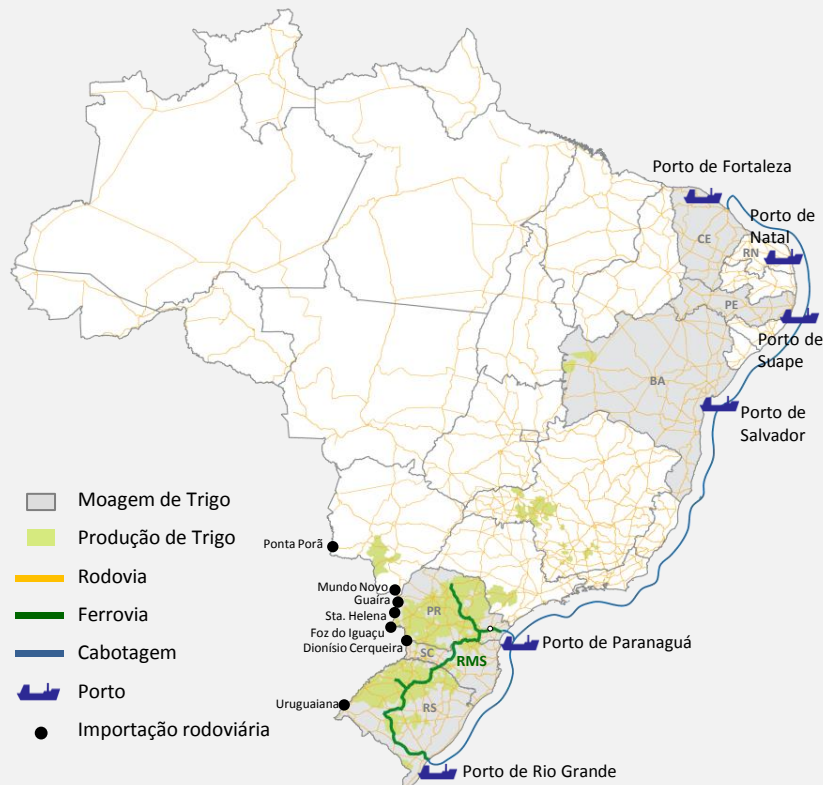 Porto de Fortaleza
Porto de
Natal
CE
RN
PE
Porto de
Suape
BA
Porto de
Salvador
Moagem de Trigo
Produção de Trigo
Rodovia
Ferrovia
Cabotagem
Porto
Importação rodoviária
Ponta Porã
Mundo Novo
Guaíra
Sta. Helena
Foz do Iguaçu
Dionísio Cerqueira
PR
SC
RMS
Porto de Paranaguá
Uruguaiana
RS
Porto de Rio Grande